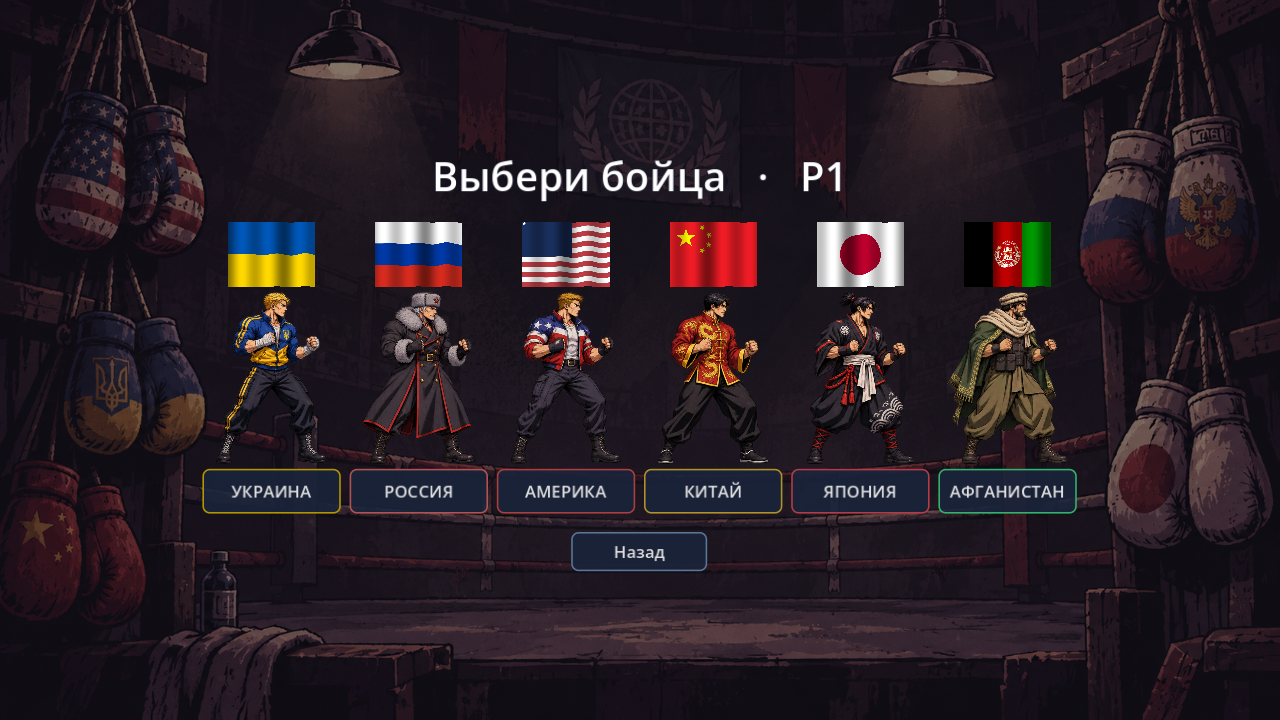 Выбери бойца · P1
УКРАИНА
РОССИЯ
АМЕРИКА
КИТАЙ
ЯПОНИЯ
АФГАНИСТАН
Назад